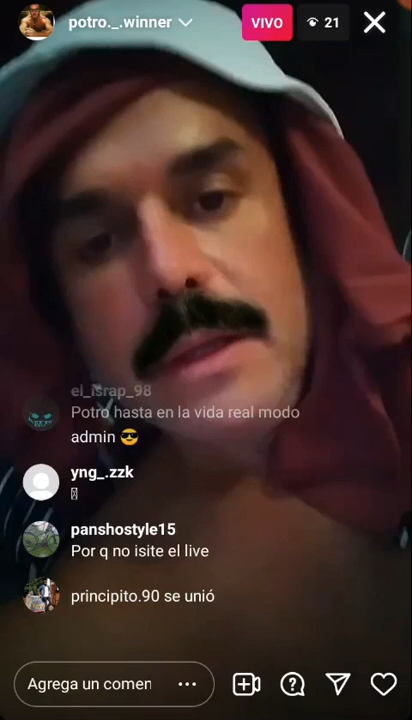 potro._.winner
VIVO
21
el_israp_98
Potro hasta en la vida real modo
admin 😎
yng_.zzk
panshostyle15
Por q no isite el live
principito.90 se unió
Agrega un comen